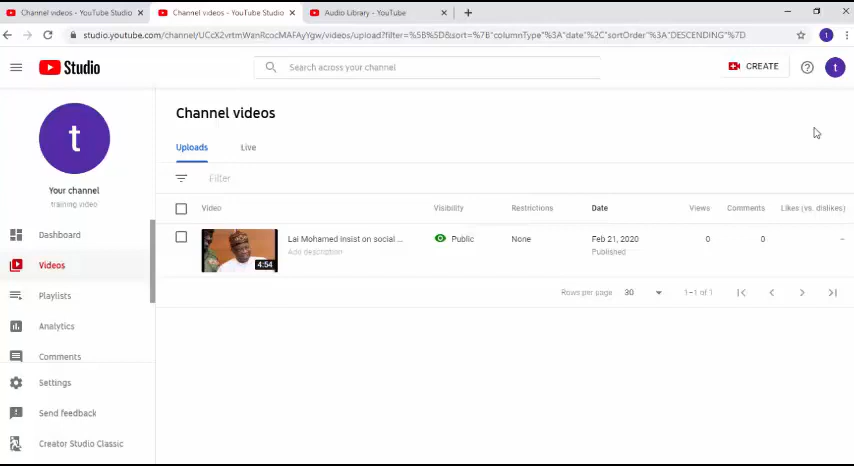 Channel videos - YouTube Studio
Channel videos - YouTube Studio
Audio Library - YouTube
studio.youtube.com/channel/UCcX2vrtmWanRcocMAFAyYgw/videos/upload?filter=%5B%5D&sort=%7B"columnType"%3A"date"%2C"sortOrder"%3A"DESCENDING"%7D
t
Studio
Search across your channel
CREATE
t
t
Your channel
training video
Dashboard
Videos
Playlists
Analytics
Comments
Settings
Send feedback
Creator Studio Classic
Channel videos
Uploads Live
Filter
Video Visibility Restrictions Date Views Comments Likes (vs. dislikes)
Lai Mohamed Insist on social ... Public None Feb 21, 2020 0 0 –
Add description Published
4:54
Rows per page 30 1–1 of 1